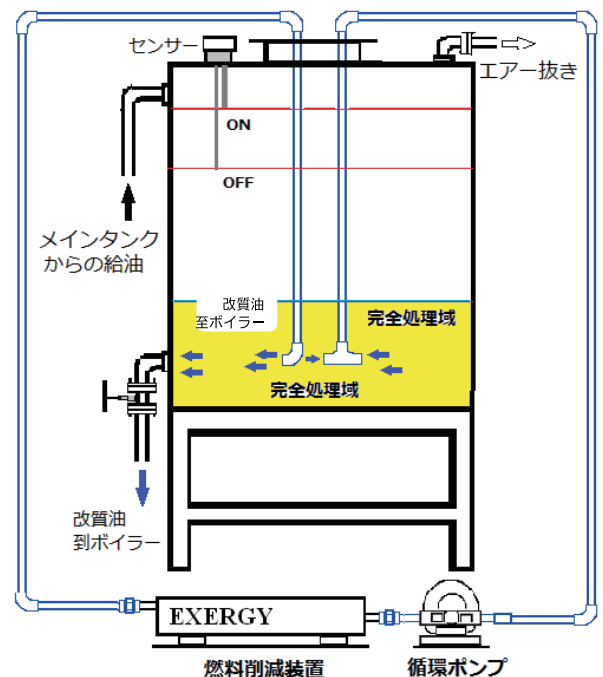 センサー
エアー抜き
ON
OFF
メインタンク
からの給油
改質油
至ボイラー
完全処理域
完全処理域
改質油
到ボイラー
EXERGY
燃料削減装置
循環ポンプ